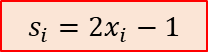 sᵢ = 2xᵢ − 1